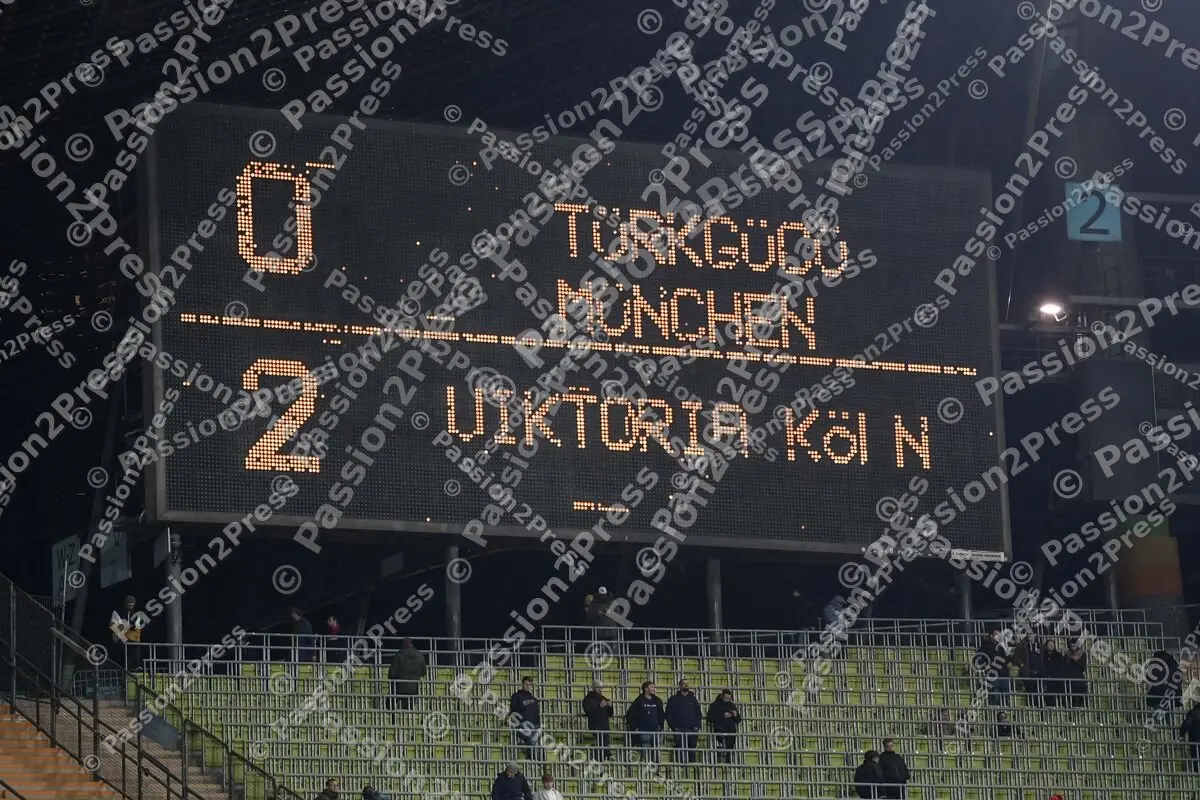 0 TÜRKGÜCÜ
MÜNCHEN
2 ViKTORIA Köln
2
© Passion2Press